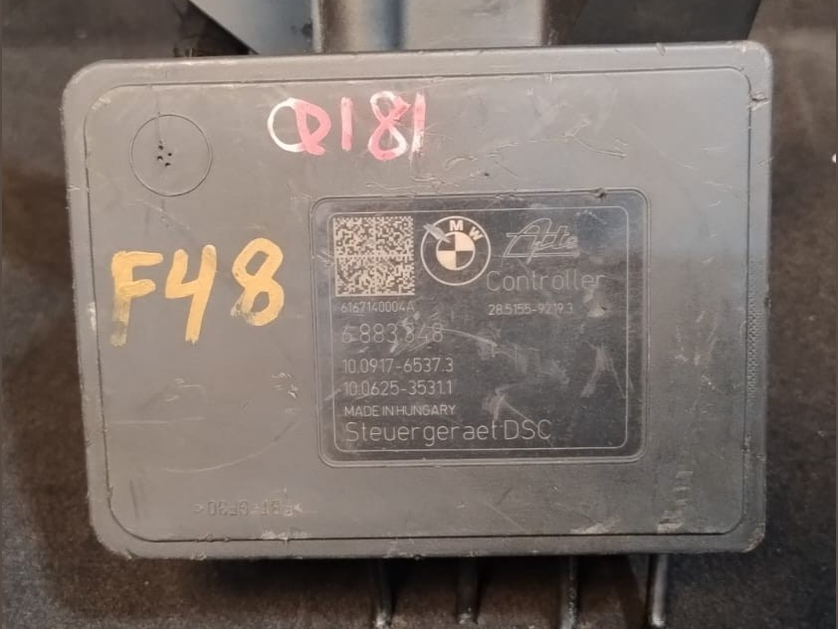 Q181
F48
BMW Ate
Controller
6167140004A 28.5155-9219.3
10.0917-6537.3
10.0625-3531.1
MADE IN HUNGARY
Steuergeraet DSC